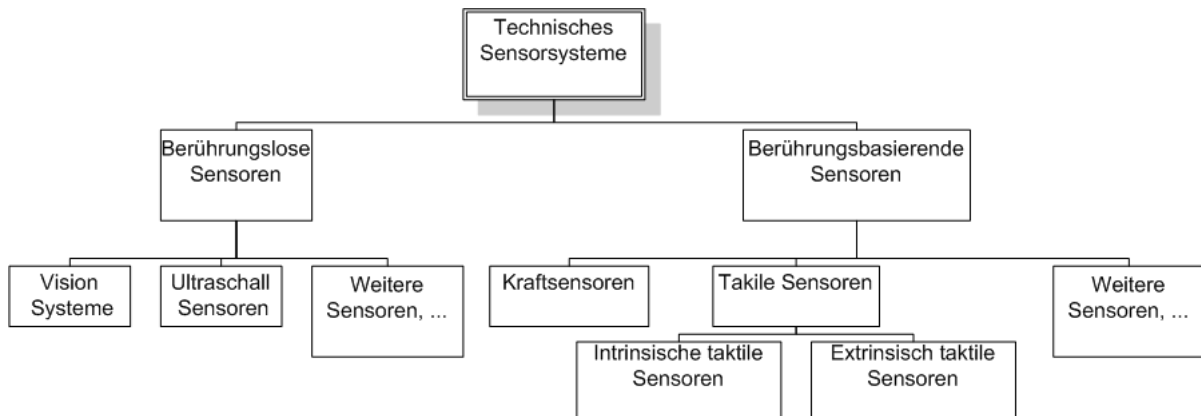 Technisches
Sensorsysteme
Berührungslose
Sensoren
Berührungsbasierende
Sensoren
Vision
Systeme
Ultraschall
Sensoren
Weitere
Sensoren, ...
Kraftsensoren
Takile Sensoren
Weitere
Sensoren, ...
Intrinsische taktile
Sensoren
Extrinsisch taktile
Sensoren